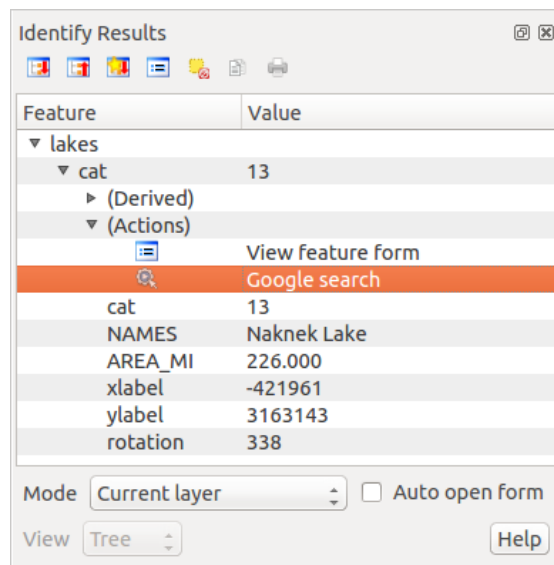 Identify Results
Feature Value
lakes
cat 13
(Derived)
(Actions)
View feature form
Google search
cat 13
NAMES Naknek Lake
AREA_MI 226.000
xlabel -421961
ylabel 3163143
rotation 338
Mode Current layer Auto open form
View Tree Help